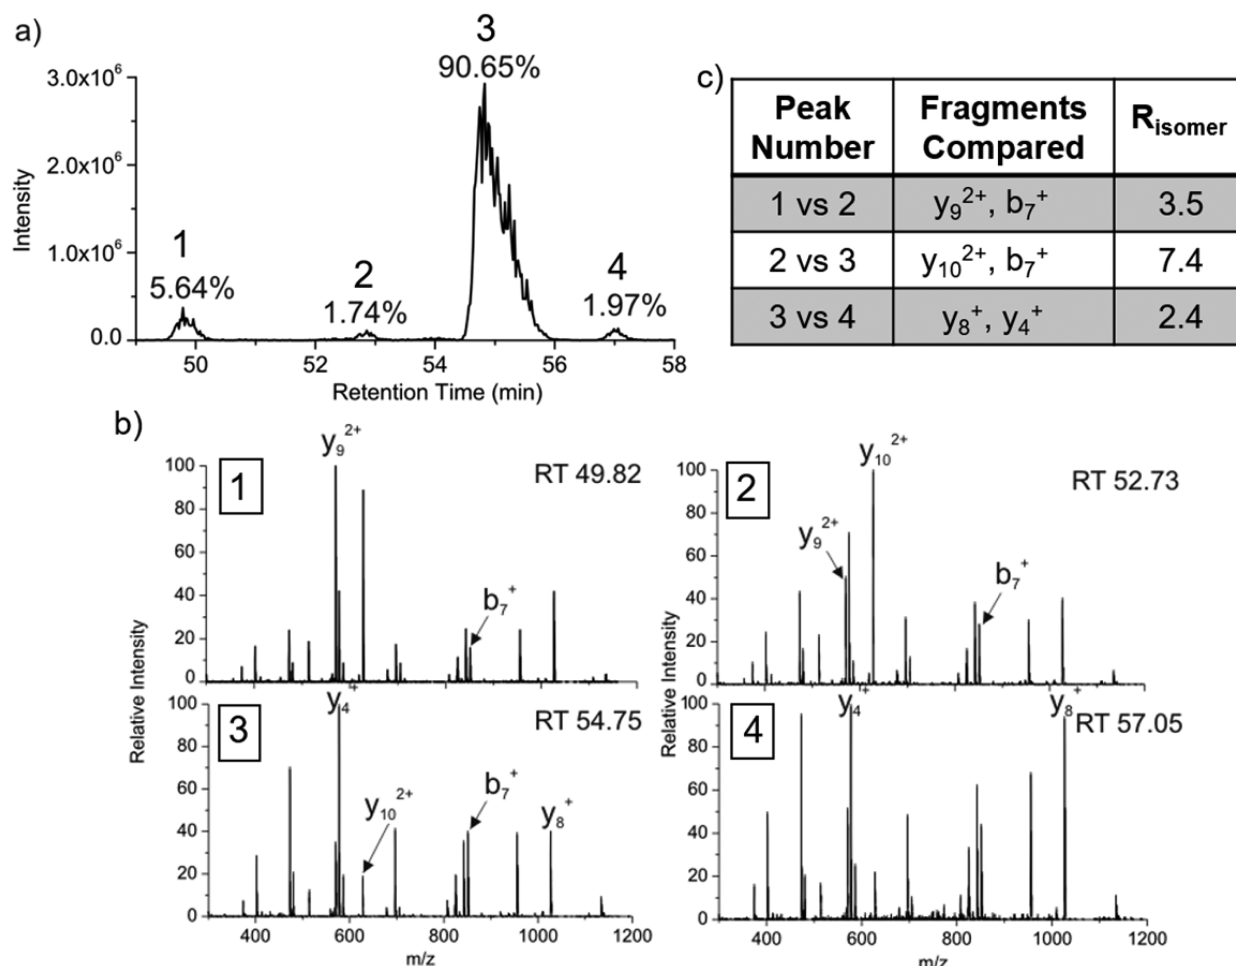 a)
3
90.65%
3.0x10⁶
2.0x10⁶
1.0x10⁶
0.0
Intensity
1
5.64%
2
1.74%
4
1.97%
50 52 54 56 58
Retention Time (min)
c)
Peak Number Fragments Compared R_isomer
1 vs 2 y₉²⁺, b₇⁺ 3.5
2 vs 3 y₁₀²⁺, b₇⁺ 7.4
3 vs 4 y₈⁺, y₄⁺ 2.4
b)
Relative Intensity
1
RT 49.82
y₉²⁺
b₇⁺
100
80
60
40
20
0
2
RT 52.73
y₁₀²⁺
y₉²⁺
b₇⁺
100
80
60
40
20
0
3
RT 54.75
y₄⁺
y₁₀²⁺
b₇⁺
y₈⁺
100
80
60
40
20
0
400 600 800 1000 1200
m/z
Relative Intensity
4
RT 57.05
y₄⁺
y₈⁺
100
80
60
40
20
0
400 600 800 1000 1200
m/z